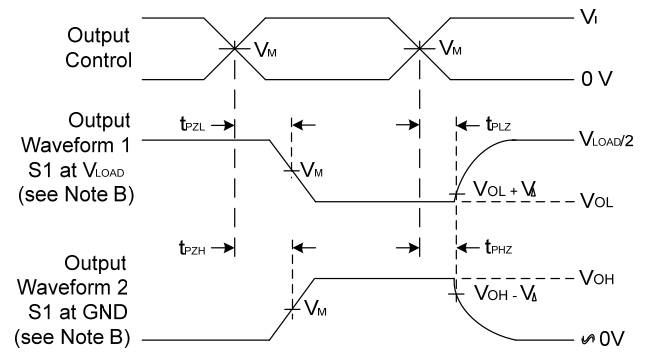 Output
Control
VM
VM
VI
0 V
Output
Waveform 1
S1 at VLOAD
(see Note B)
tPZL
tPLZ
VM
VLOAD/2
VOL + VΔ
VOL
Output
Waveform 2
S1 at GND
(see Note B)
tPZH
tPHZ
VM
VOH
VOH - VΔ
∽0V